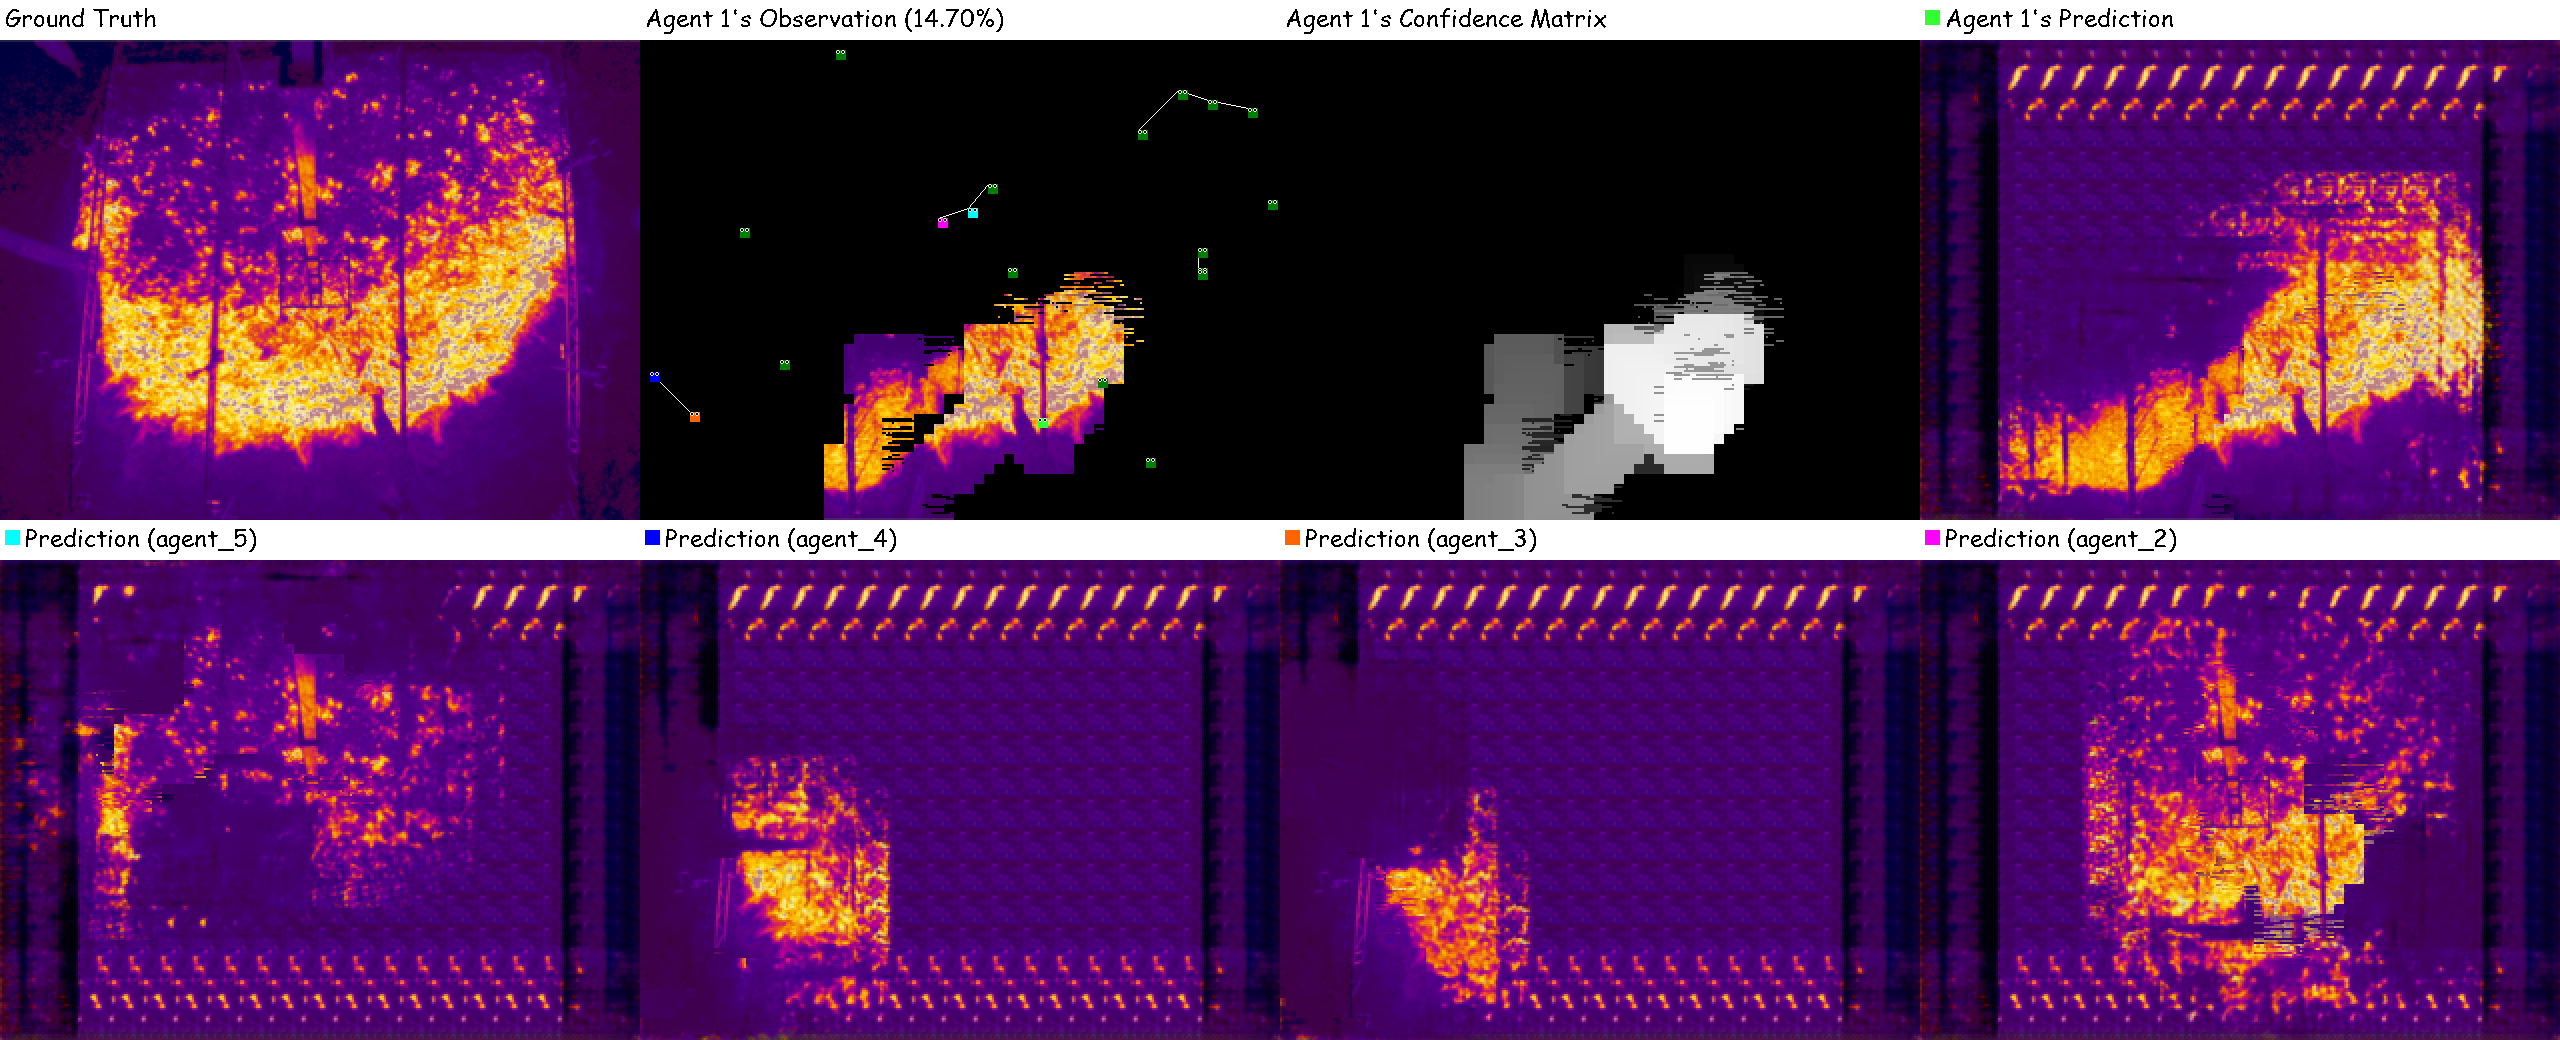 Ground Truth
Agent 1's Observation (14.70%)
Agent 1's Confidence Matrix
Agent 1's Prediction
Prediction (agent_5)
Prediction (agent_4)
Prediction (agent_3)
Prediction (agent_2)